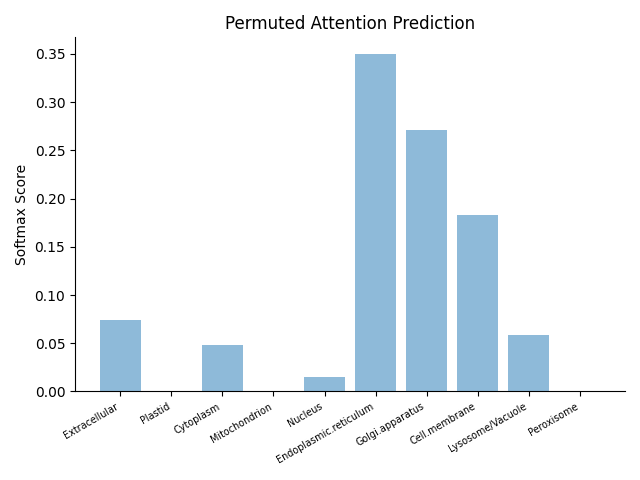 Permuted Attention Prediction
Softmax Score
0.35
0.30
0.25
0.20
0.15
0.10
0.05
0.00
Extracellular
Plastid
Cytoplasm
Mitochondrion
Nucleus
Endoplasmic.reticulum
Golgi.apparatus
Cell.membrane
Lysosome/Vacuole
Peroxisome